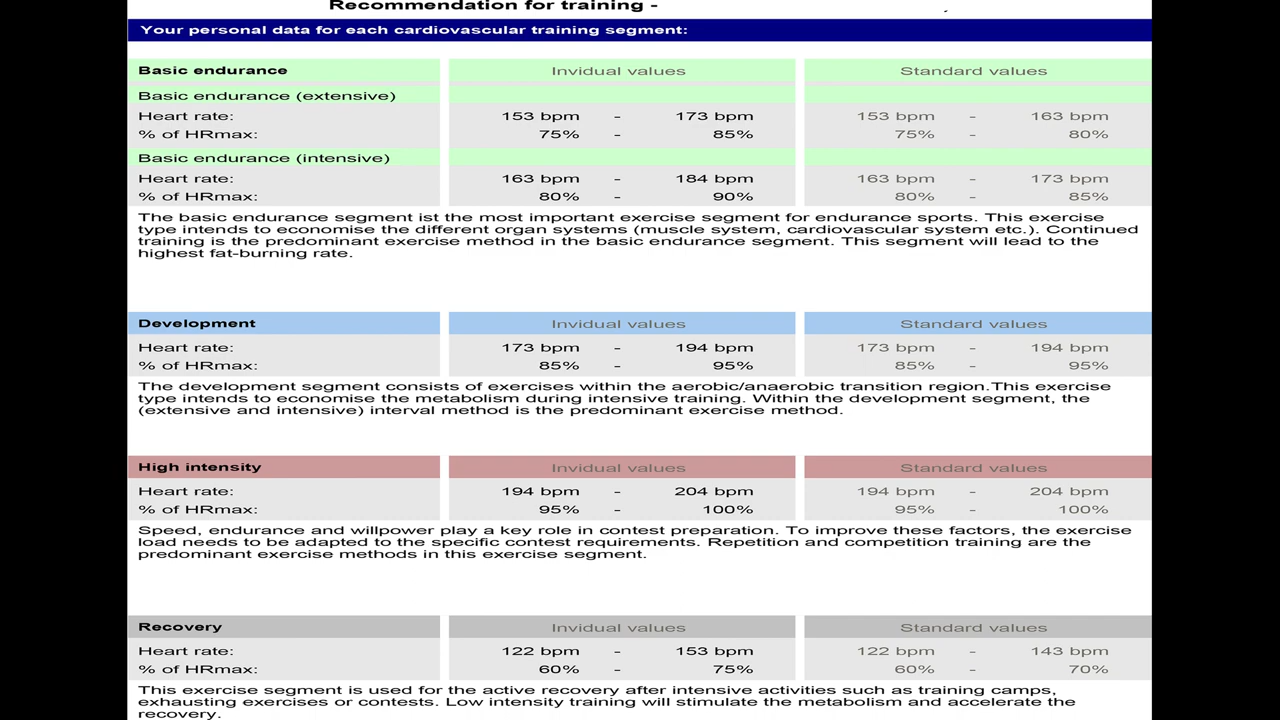 Recommendation for training -
Your personal data for each cardiovascular training segment:
Basic endurance Invidual values Standard values
Basic endurance (extensive)
Heart rate: 153 bpm - 173 bpm 153 bpm - 163 bpm
% of HRmax: 75% - 85% 75% - 80%
Basic endurance (intensive)
Heart rate: 163 bpm - 184 bpm 163 bpm - 173 bpm
% of HRmax: 80% - 90% 80% - 85%
The basic endurance segment ist the most important exercise segment for endurance sports. This exercise
type intends to economise the different organ systems (muscle system, cardiovascular system etc.). Continued
training is the predominant exercise method in the basic endurance segment. This segment will lead to the
highest fat-burning rate.
Development Invidual values Standard values
Heart rate: 173 bpm - 194 bpm 173 bpm - 194 bpm
% of HRmax: 85% - 95% 85% - 95%
The development segment consists of exercises within the aerobic/anaerobic transition region.This exercise
type intends to economise the metabolism during intensive training. Within the development segment, the
(extensive and intensive) interval method is the predominant exercise method.
High intensity Invidual values Standard values
Heart rate: 194 bpm - 204 bpm 194 bpm - 204 bpm
% of HRmax: 95% - 100% 95% - 100%
Speed, endurance and willpower play a key role in contest preparation. To improve these factors, the exercise
load needs to be adapted to the specific contest requirements. Repetition and competition training are the
predominant exercise methods in this exercise segment.
Recovery Invidual values Standard values
Heart rate: 122 bpm - 153 bpm 122 bpm - 143 bpm
% of HRmax: 60% - 75% 60% - 70%
This exercise segment is used for the active recovery after intensive activities such as training camps,
exhausting exercises or contests. Low intensity training will stimulate the metabolism and accelerate the
recovery.